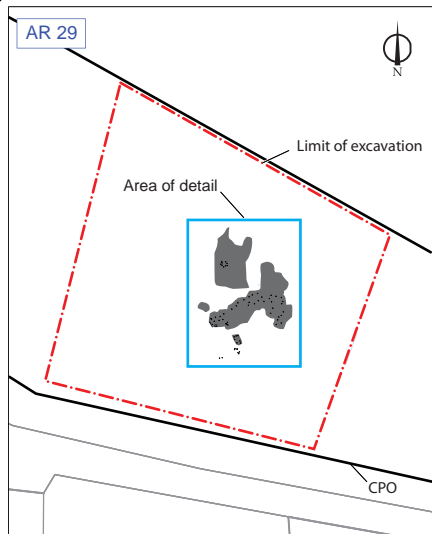 AR 29
N
Limit of excavation
Area of detail
CPO